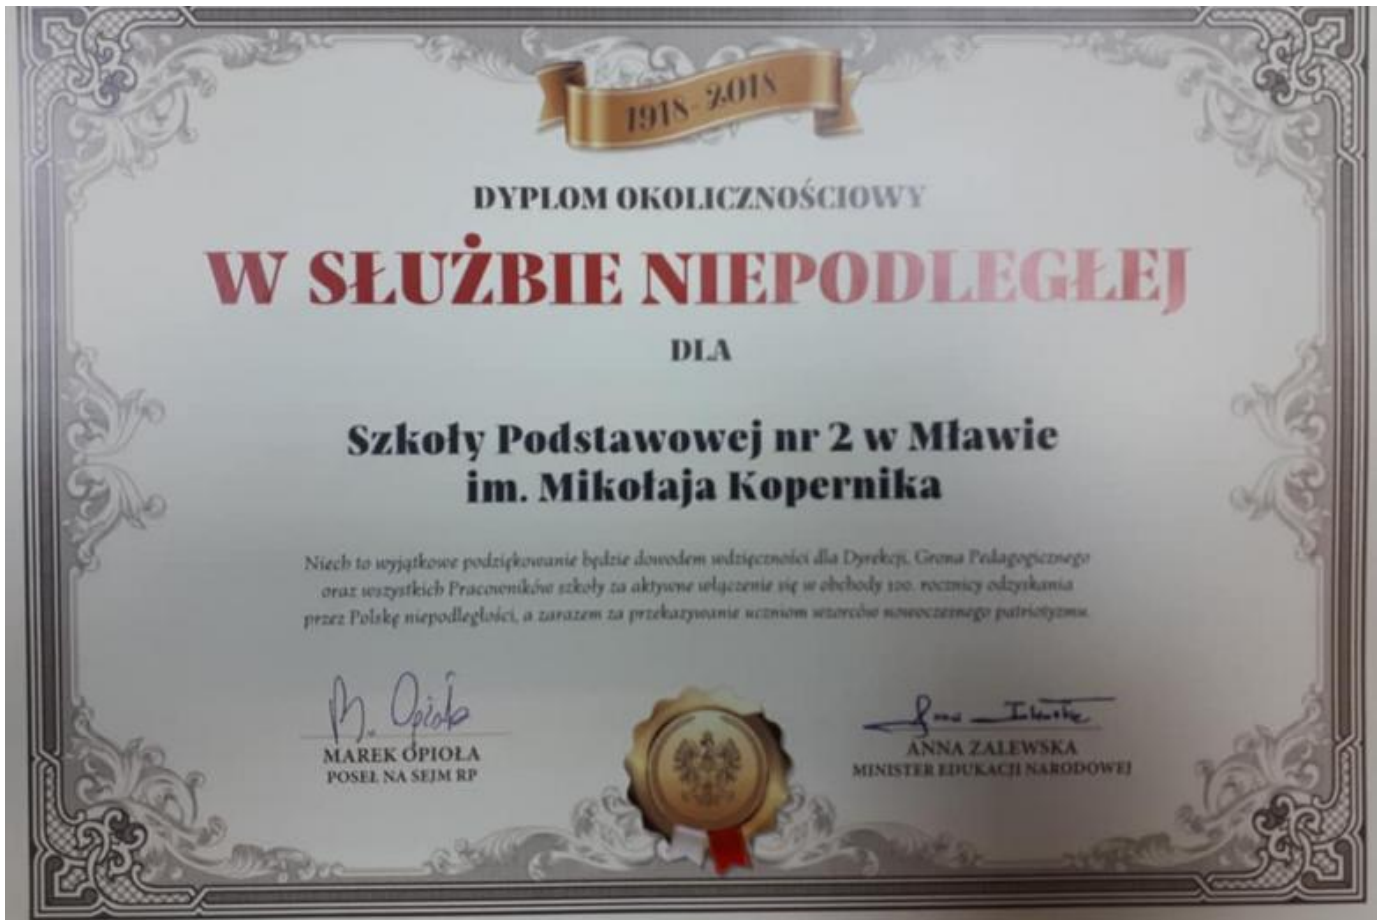 1918-2018
DYPLOM OKOLICZNOŚCIOWY
W SŁUŻBIE NIEPODLEGŁEJ
DLA
Szkoły Podstawowej nr 2 w Mławie
im. Mikołaja Kopernika
Niech to wyjątkowe podziękowanie będzie dowodem wdzięczności dla Dyrekcji, Grona Pedagogicznego
oraz wszystkich Pracowników szkoły za aktywne włączenie się w obchody 100. rocznicy odzyskania
przez Polskę niepodległości, a zarazem za przekazywanie uczniom wzorców nowoczesnego patriotyzmu.
M. Opioła
MAREK OPIOŁA
POSEŁ NA SEJM RP
Anna Zalewska
ANNA ZALEWSKA
MINISTER EDUKACJI NARODOWEJ